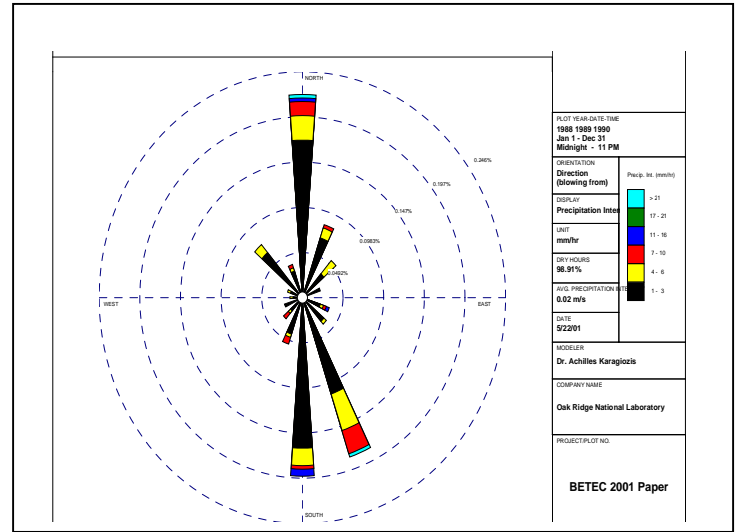 NORTH
0.246%
0.197%
0.147%
0.0983%
0.0492%
WEST
EAST
SOUTH
PLOT YEAR-DATE-TIME
1988 1989 1990
Jan 1 - Dec 31
Midnight - 11 PM
ORIENTATION
Direction
(blowing from)
DISPLAY
Precipitation Inten
UNIT
mm/hr
DRY HOURS
98.91%
AVG. PRECIPITATION INTE
0.02 m/s
DATE
5/22/01
Precip. Int. (mm/hr)
> 21
17 - 21
11 - 16
7 - 10
4 - 6
1 - 3
MODELER
Dr. Achilles Karagiozis
COMPANY NAME
Oak Ridge National Laboratory
PROJECT/PLOT NO.
BETEC 2001 Paper